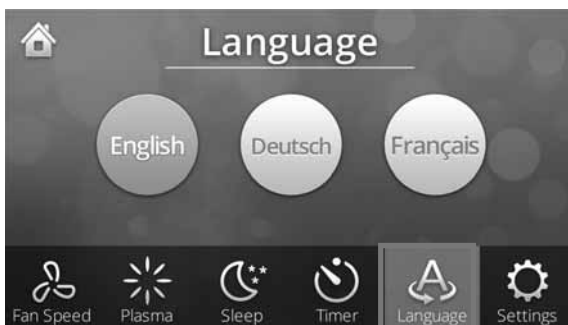 Language
English Deutsch Français
Fan Speed Plasma Sleep Timer Language Settings